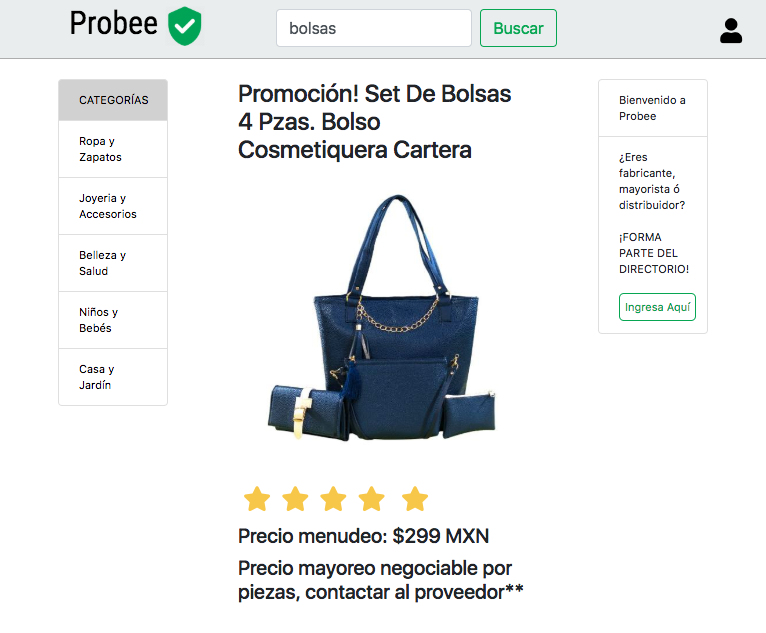 Probee
bolsas
Buscar
CATEGORÍAS
Ropa y
Zapatos
Joyeria y
Accesorios
Belleza y
Salud
Niños y
Bebés
Casa y
Jardín
Promoción! Set De Bolsas
4 Pzas. Bolso
Cosmetiquera Cartera
Precio menudeo: $299 MXN
Precio mayoreo negociable por
piezas, contactar al proveedor**
Bienvenido a
Probee
¿Eres
fabricante,
mayorista ó
distribuidor?
¡FORMA
PARTE DEL
DIRECTORIO!
Ingresa Aquí